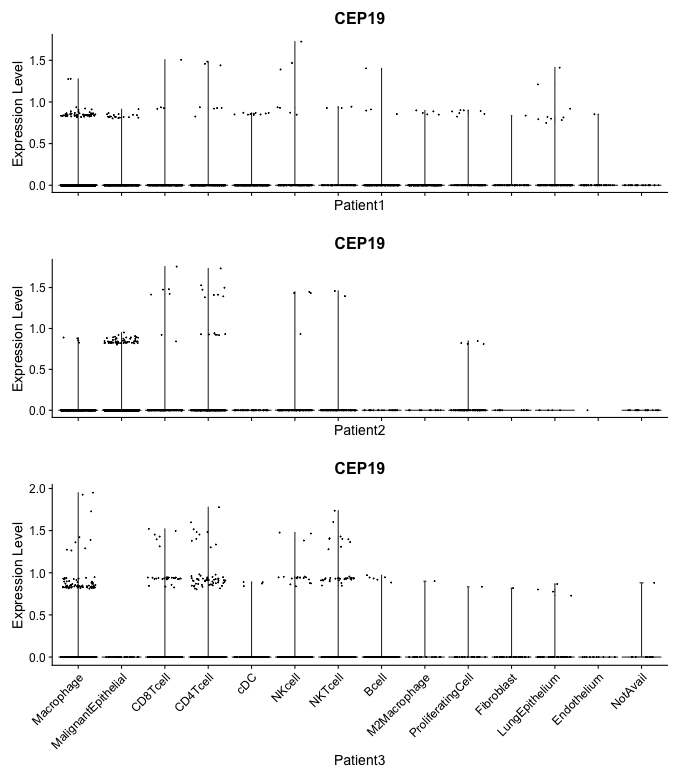 CEP19
Expression Level
1.5
1.0
0.5
0.0
Patient1
CEP19
Expression Level
1.5
1.0
0.5
0.0
Patient2
CEP19
Expression Level
2.0
1.5
1.0
0.5
0.0
Macrophage
MalignantEpithelial
CD8Tcell
CD4Tcell
cDC
NKcell
NKTcell
Bcell
M2Macrophage
ProliferatingCell
Fibroblast
LungEpithelium
Endothelium
NotAvail
Patient3